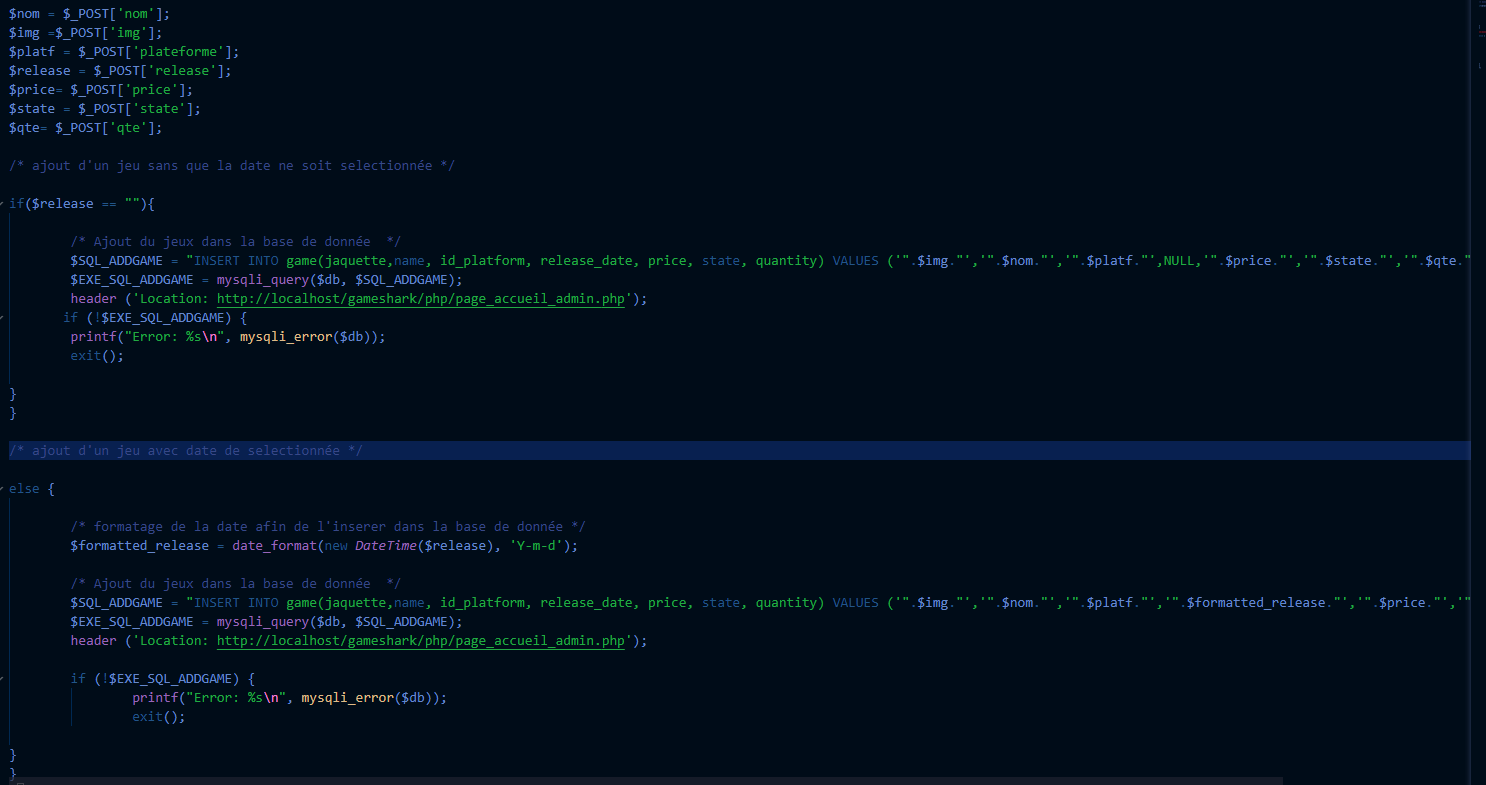 $nom = $_POST['nom'];
$img =$_POST['img'];
$platf = $_POST['plateforme'];
$release = $_POST['release'];
$price= $_POST['price'];
$state = $_POST['state'];
$qte= $_POST['qte'];
/* ajout d'un jeu sans que la date ne soit selectionnée */
if($release == ""){
/* Ajout du jeux dans la base de donnée  */
$SQL_ADDGAME = "INSERT INTO game(jaquette,name, id_platform, release_date, price, state, quantity) VALUES ('".$img."','".$nom."','".$platf."',NULL,'".$price."','".$state."','".$qte."
$EXE_SQL_ADDGAME = mysqli_query($db, $SQL_ADDGAME);
header ('Location: http://localhost/gameshark/php/page_accueil_admin.php');
if (!$EXE_SQL_ADDGAME) {
printf("Error: %s\n", mysqli_error($db));
exit();
}
}
/* ajout d'un jeu avec date de selectionnée */
else {
/* formatage de la date afin de l'inserer dans la base de donnée */
$formatted_release = date_format(new DateTime($release), 'Y-m-d');
/* Ajout du jeux dans la base de donnée  */
$SQL_ADDGAME = "INSERT INTO game(jaquette,name, id_platform, release_date, price, state, quantity) VALUES ('".$img."','".$nom."','".$platf."','".$formatted_release."','".$price."','"
$EXE_SQL_ADDGAME = mysqli_query($db, $SQL_ADDGAME);
header ('Location: http://localhost/gameshark/php/page_accueil_admin.php');
if (!$EXE_SQL_ADDGAME) {
printf("Error: %s\n", mysqli_error($db));
exit();
}
}